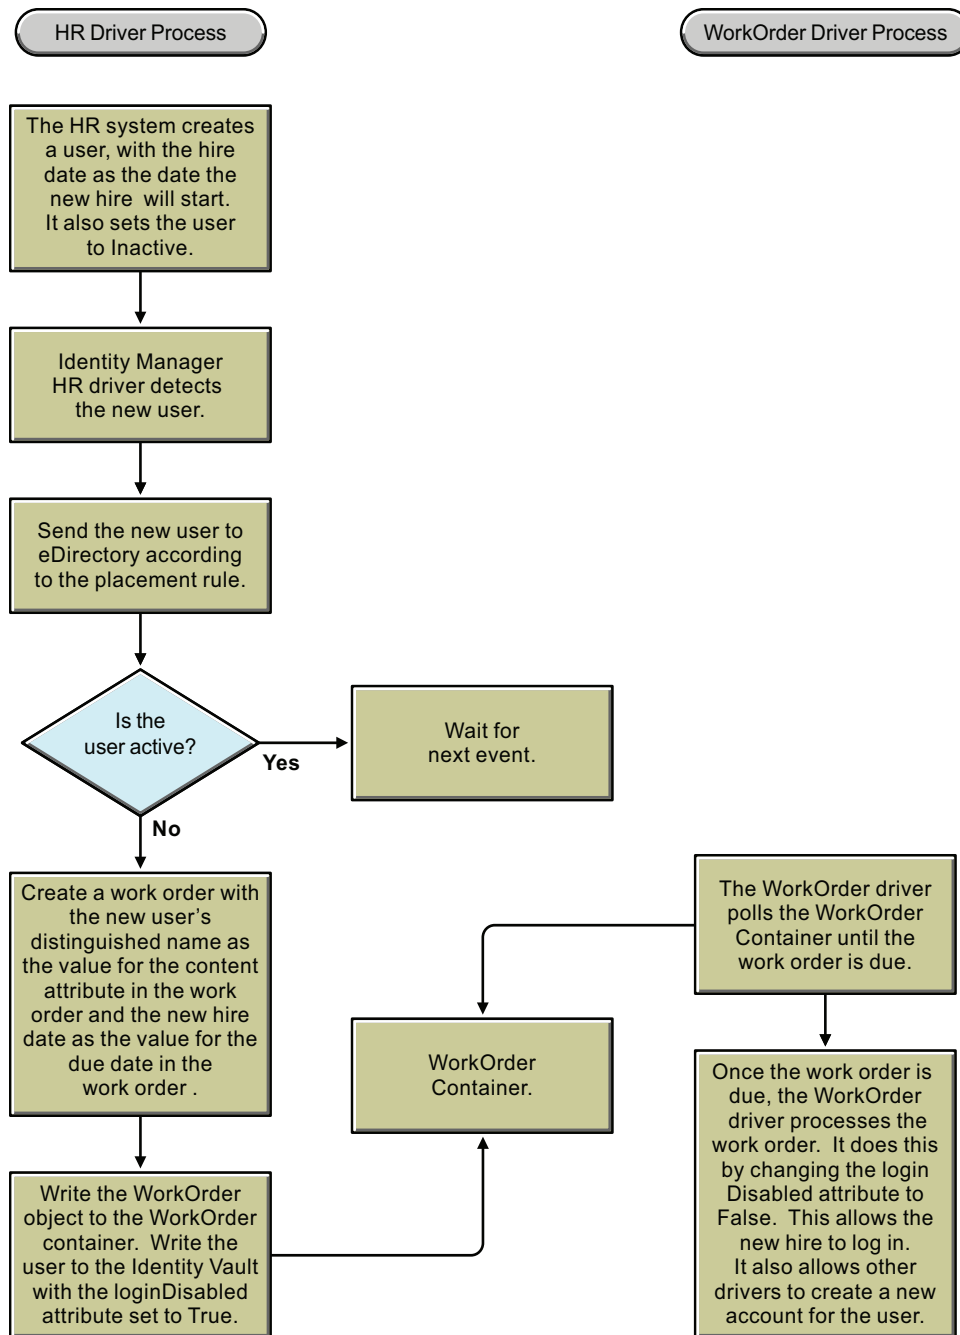 HR Driver Process
WorkOrder Driver Process
The HR system creates
a user, with the hire
date as the date the
new hire will start.
It also sets the user
to Inactive.
Identity Manager
HR driver detects
the new user.
Send the new user to
eDirectory according
to the placement rule.
Is the
user active?
Yes
No
Wait for
next event.
Create a work order with
the new user's
distinguished name as
the value for the content
attribute in the work
order and the new hire
date as the value for the
due date in the
work order .
Write the WorkOrder
object to the WorkOrder
container. Write the
user to the Identity Vault
with the loginDisabled
attribute set to True.
WorkOrder
Container.
The WorkOrder driver
polls the WorkOrder
Container until the
work order is due.
Once the work order is
due, the WorkOrder
driver processes the
work order. It does this
by changing the login
Disabled attribute to
False. This allows the
new hire to log in.
It also allows other
drivers to create a new
account for the user.